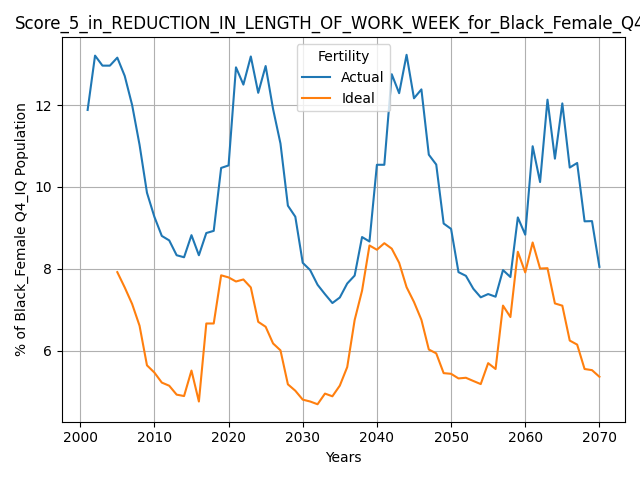 Score_5_in_REDUCTION_IN_LENGTH_OF_WORK_WEEK_for_Black_Female_Q4
Fertility
Actual
Ideal
% of Black_Female Q4_IQ Population
12
10
8
6
2000 2010 2020 2030 2040 2050 2060 2070
Years